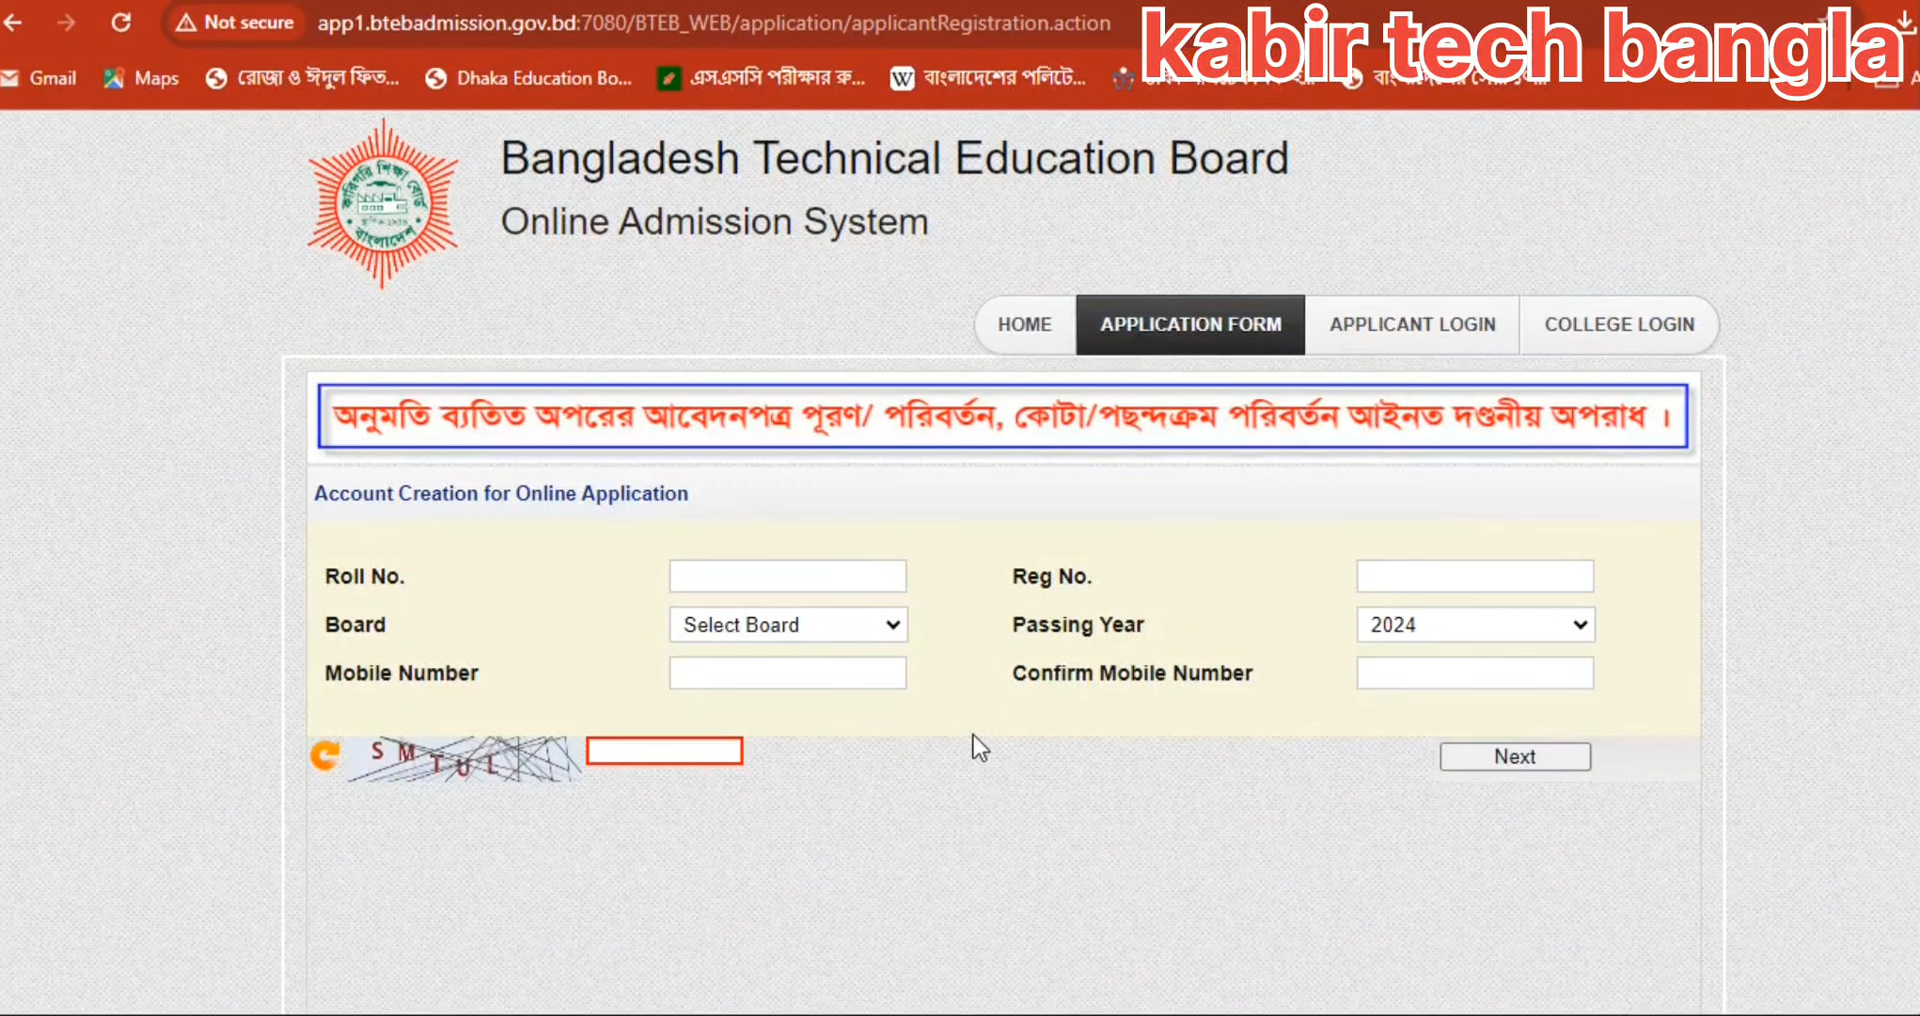 Not secure app1.btebadmission.gov.bd:7080/BTEB_WEB/application/applicantRegistration.action
kabir tech bangla
Gmail Maps রোজা ও ঈদুল ফিত... Dhaka Education Bo... এসএসসি পরীক্ষার রু... বাংলাদেশের পলিটে...
কারিগরি শিক্ষা বোর্ড
বাংলাদেশ
Bangladesh Technical Education Board
Online Admission System
HOME APPLICATION FORM APPLICANT LOGIN COLLEGE LOGIN
অনুমতি ব্যতিত অপরের আবেদনপত্র পূরণ/ পরিবর্তন, কোটা/পছন্দক্রম পরিবর্তন আইনত দণ্ডনীয় অপরাধ ।
Account Creation for Online Application
Roll No. Reg No.
Board Select Board Passing Year 2024
Mobile Number Confirm Mobile Number
S M T U L Next